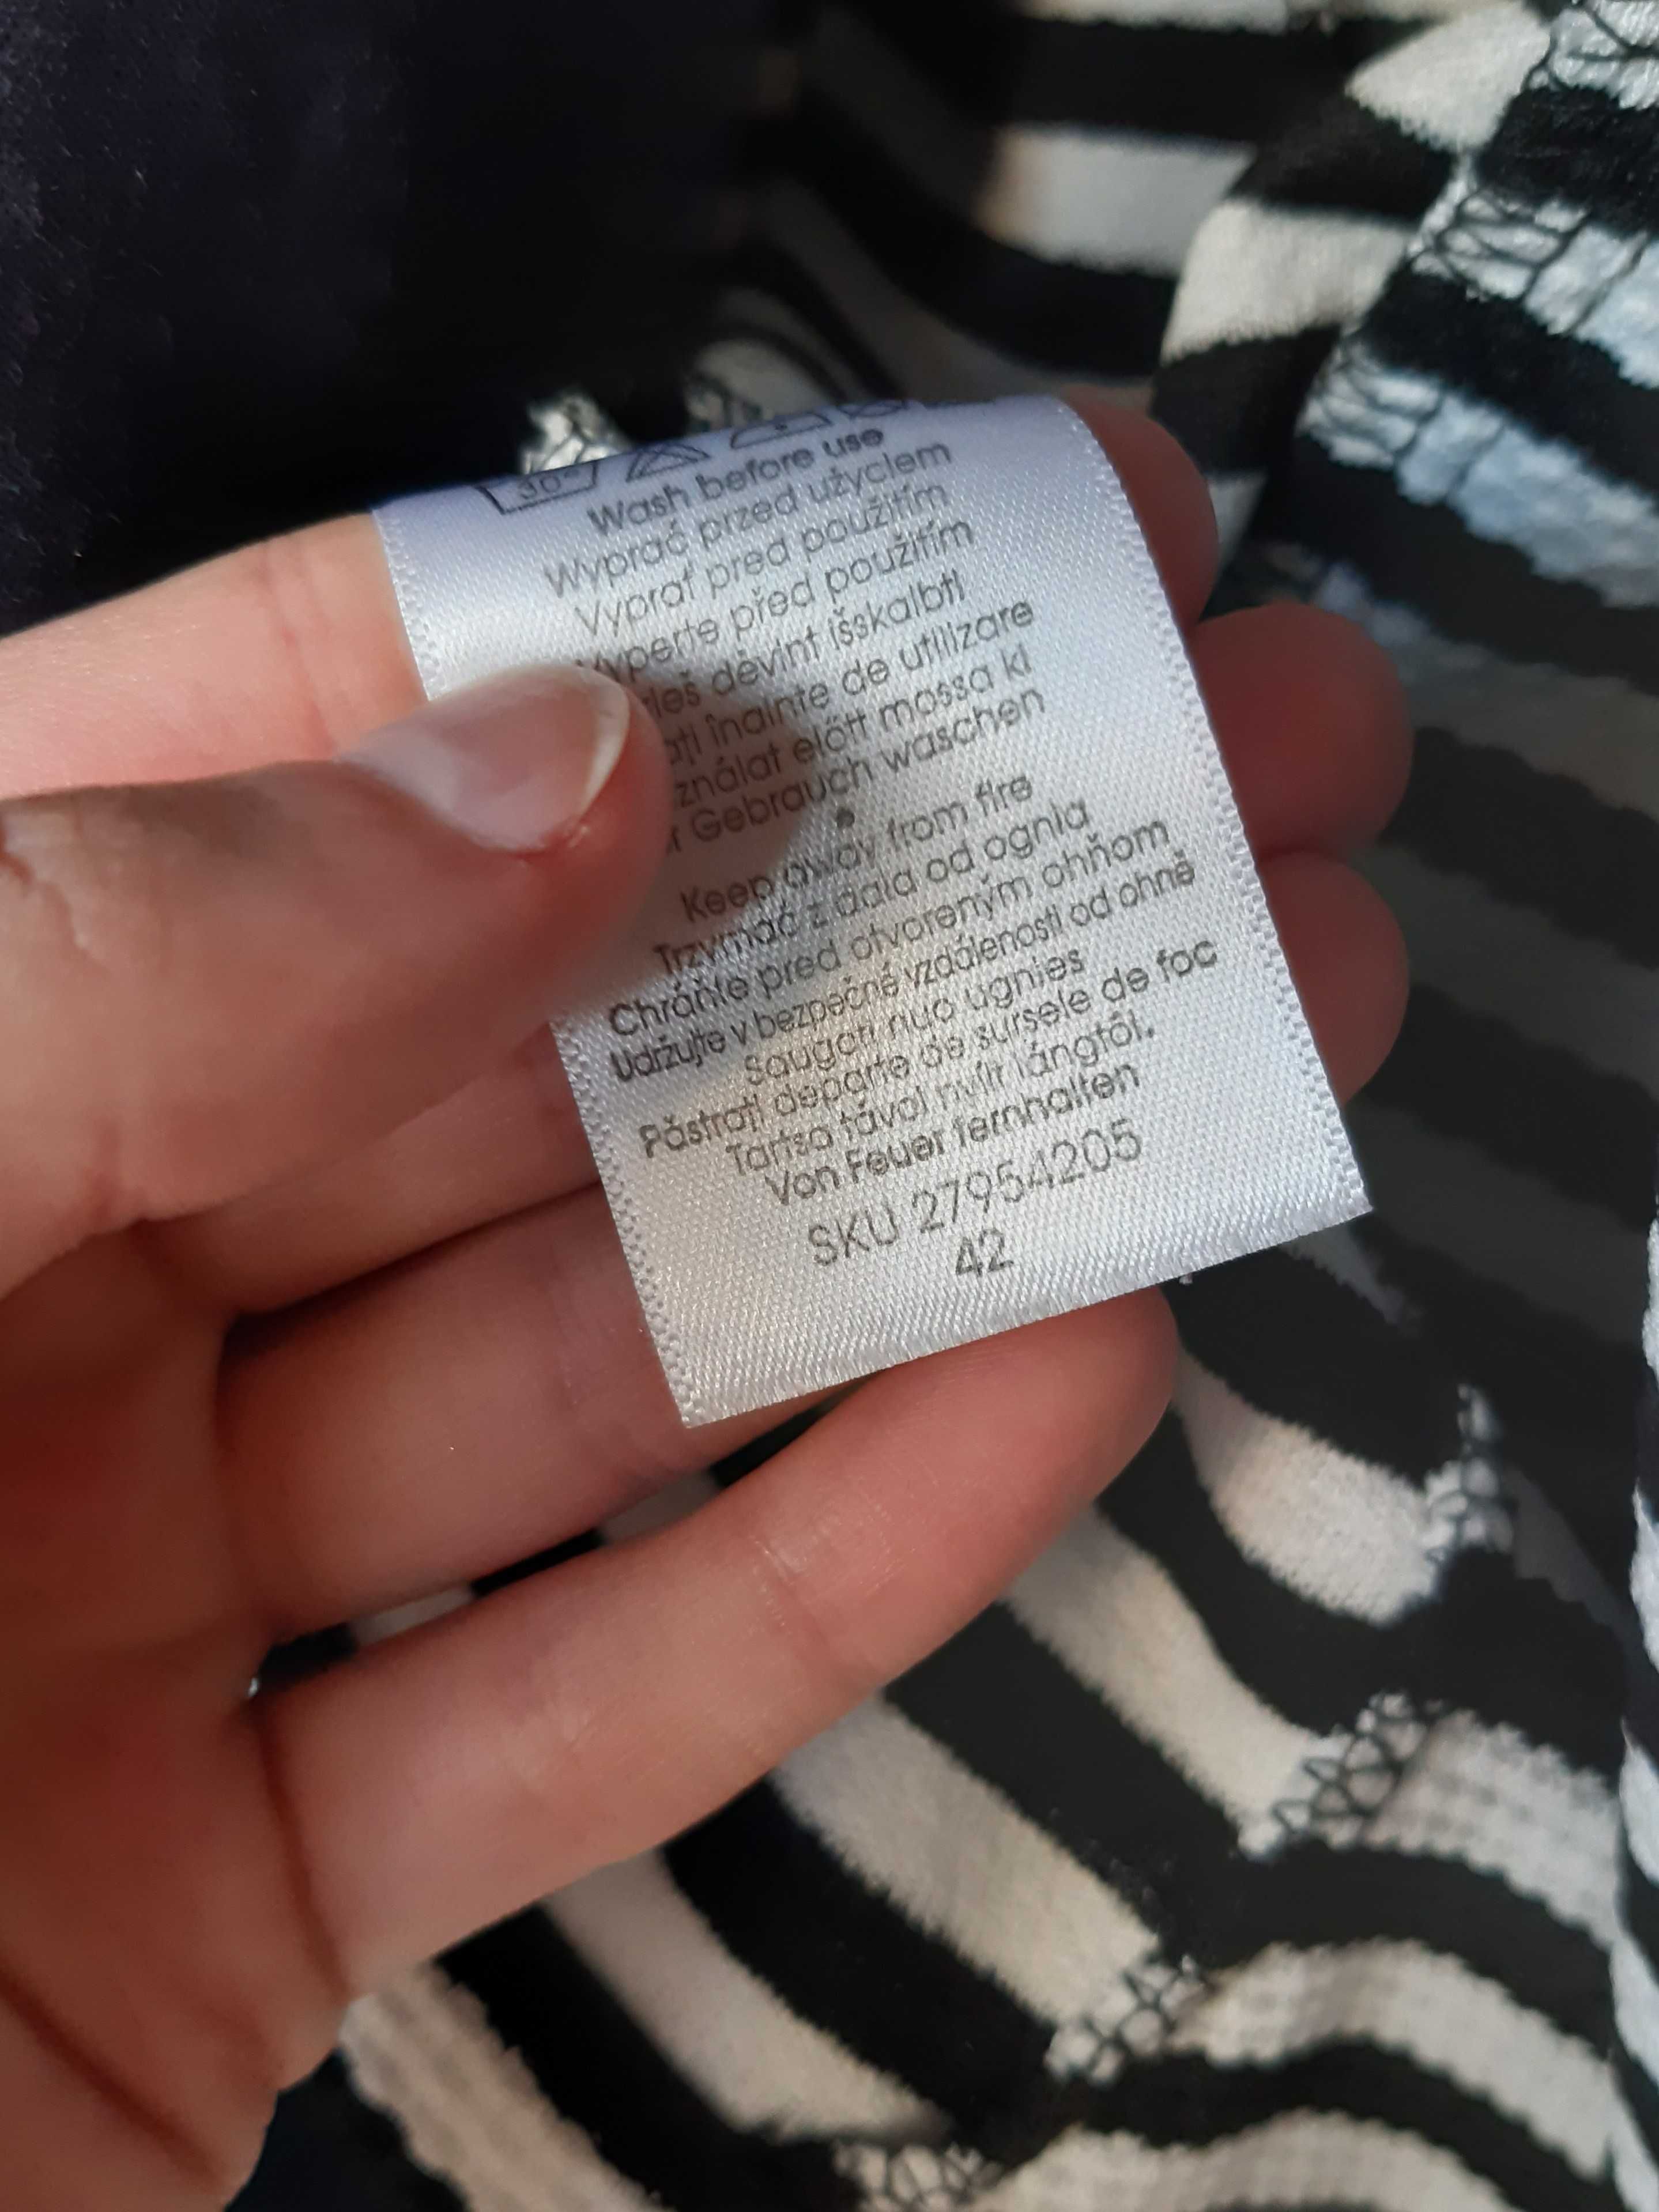 30°
Wash before use
Wyprać przed użyciem
Vyprať pred použitím
Vyperte před použitím
dėvint išskalbti
înainte de utilizare
előtt mossa ki
Gebrauch waschen
Keep away from fire
Trzymać z dala od ognia
Chráňte pred otvoreným ohňom
Udržujte v bezpečné vzdálenosti od ohně
Saugoti nuo ugnies
Păstrați departe de sursele de foc
Tartsa távol nyílt lángtól.
Von Feuer fernhalten
SKU 27954205
42